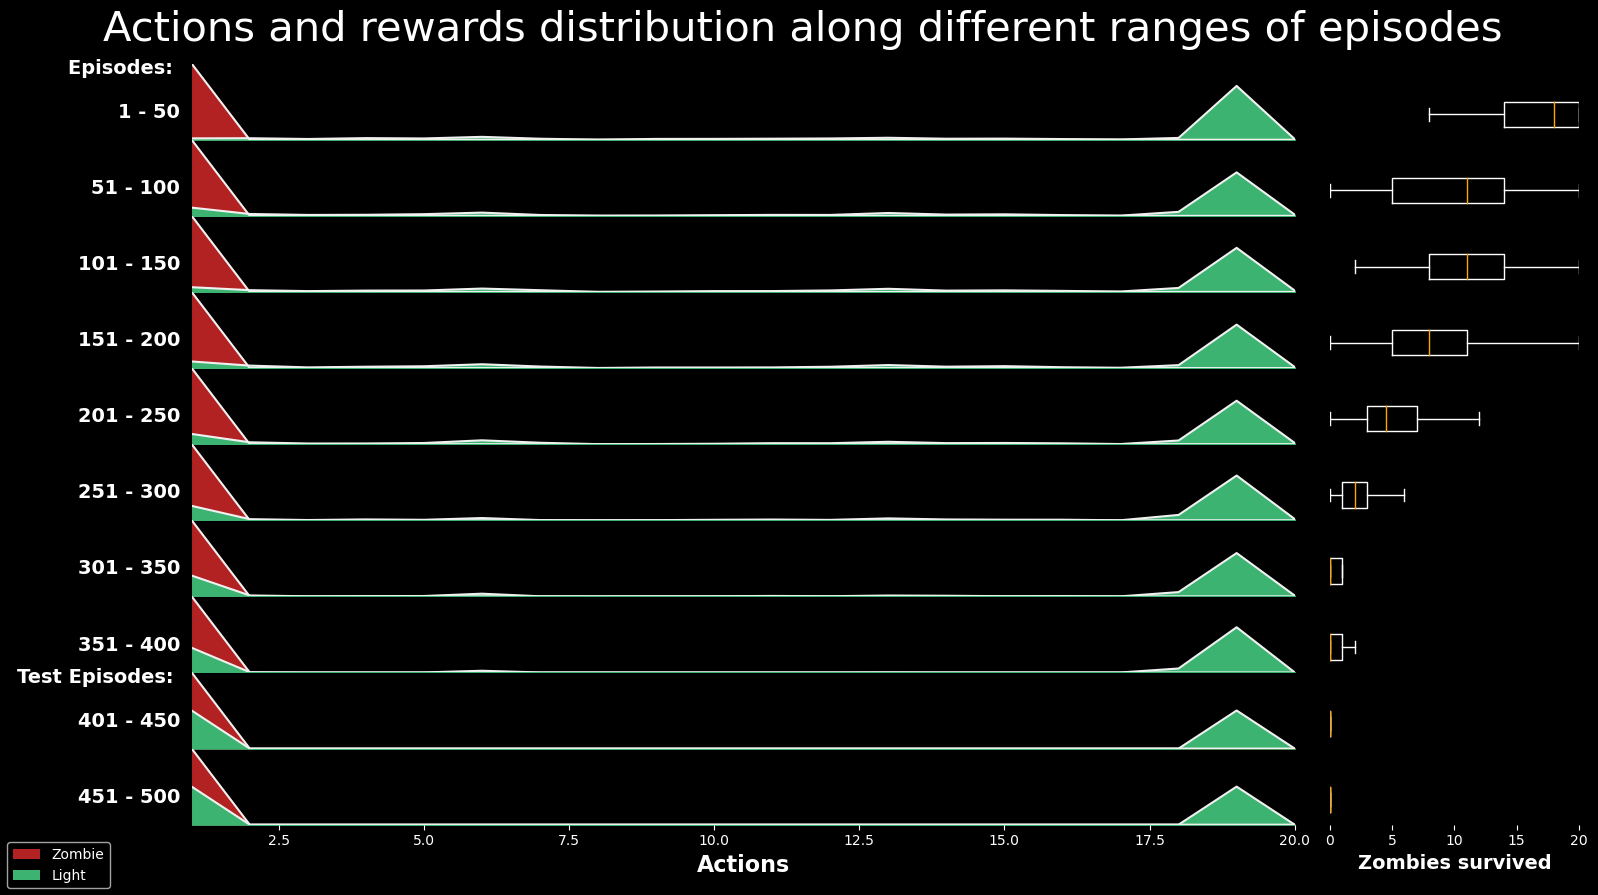 Actions and rewards distribution along different ranges of episodes
Episodes:
1 - 50
51 - 100
101 - 150
151 - 200
201 - 250
251 - 300
301 - 350
351 - 400
Test Episodes:
401 - 450
451 - 500
2.5 5.0 7.5 10.0 12.5 15.0 17.5 20.0
Actions
0 5 10 15 20
Zombies survived
Zombie
Light